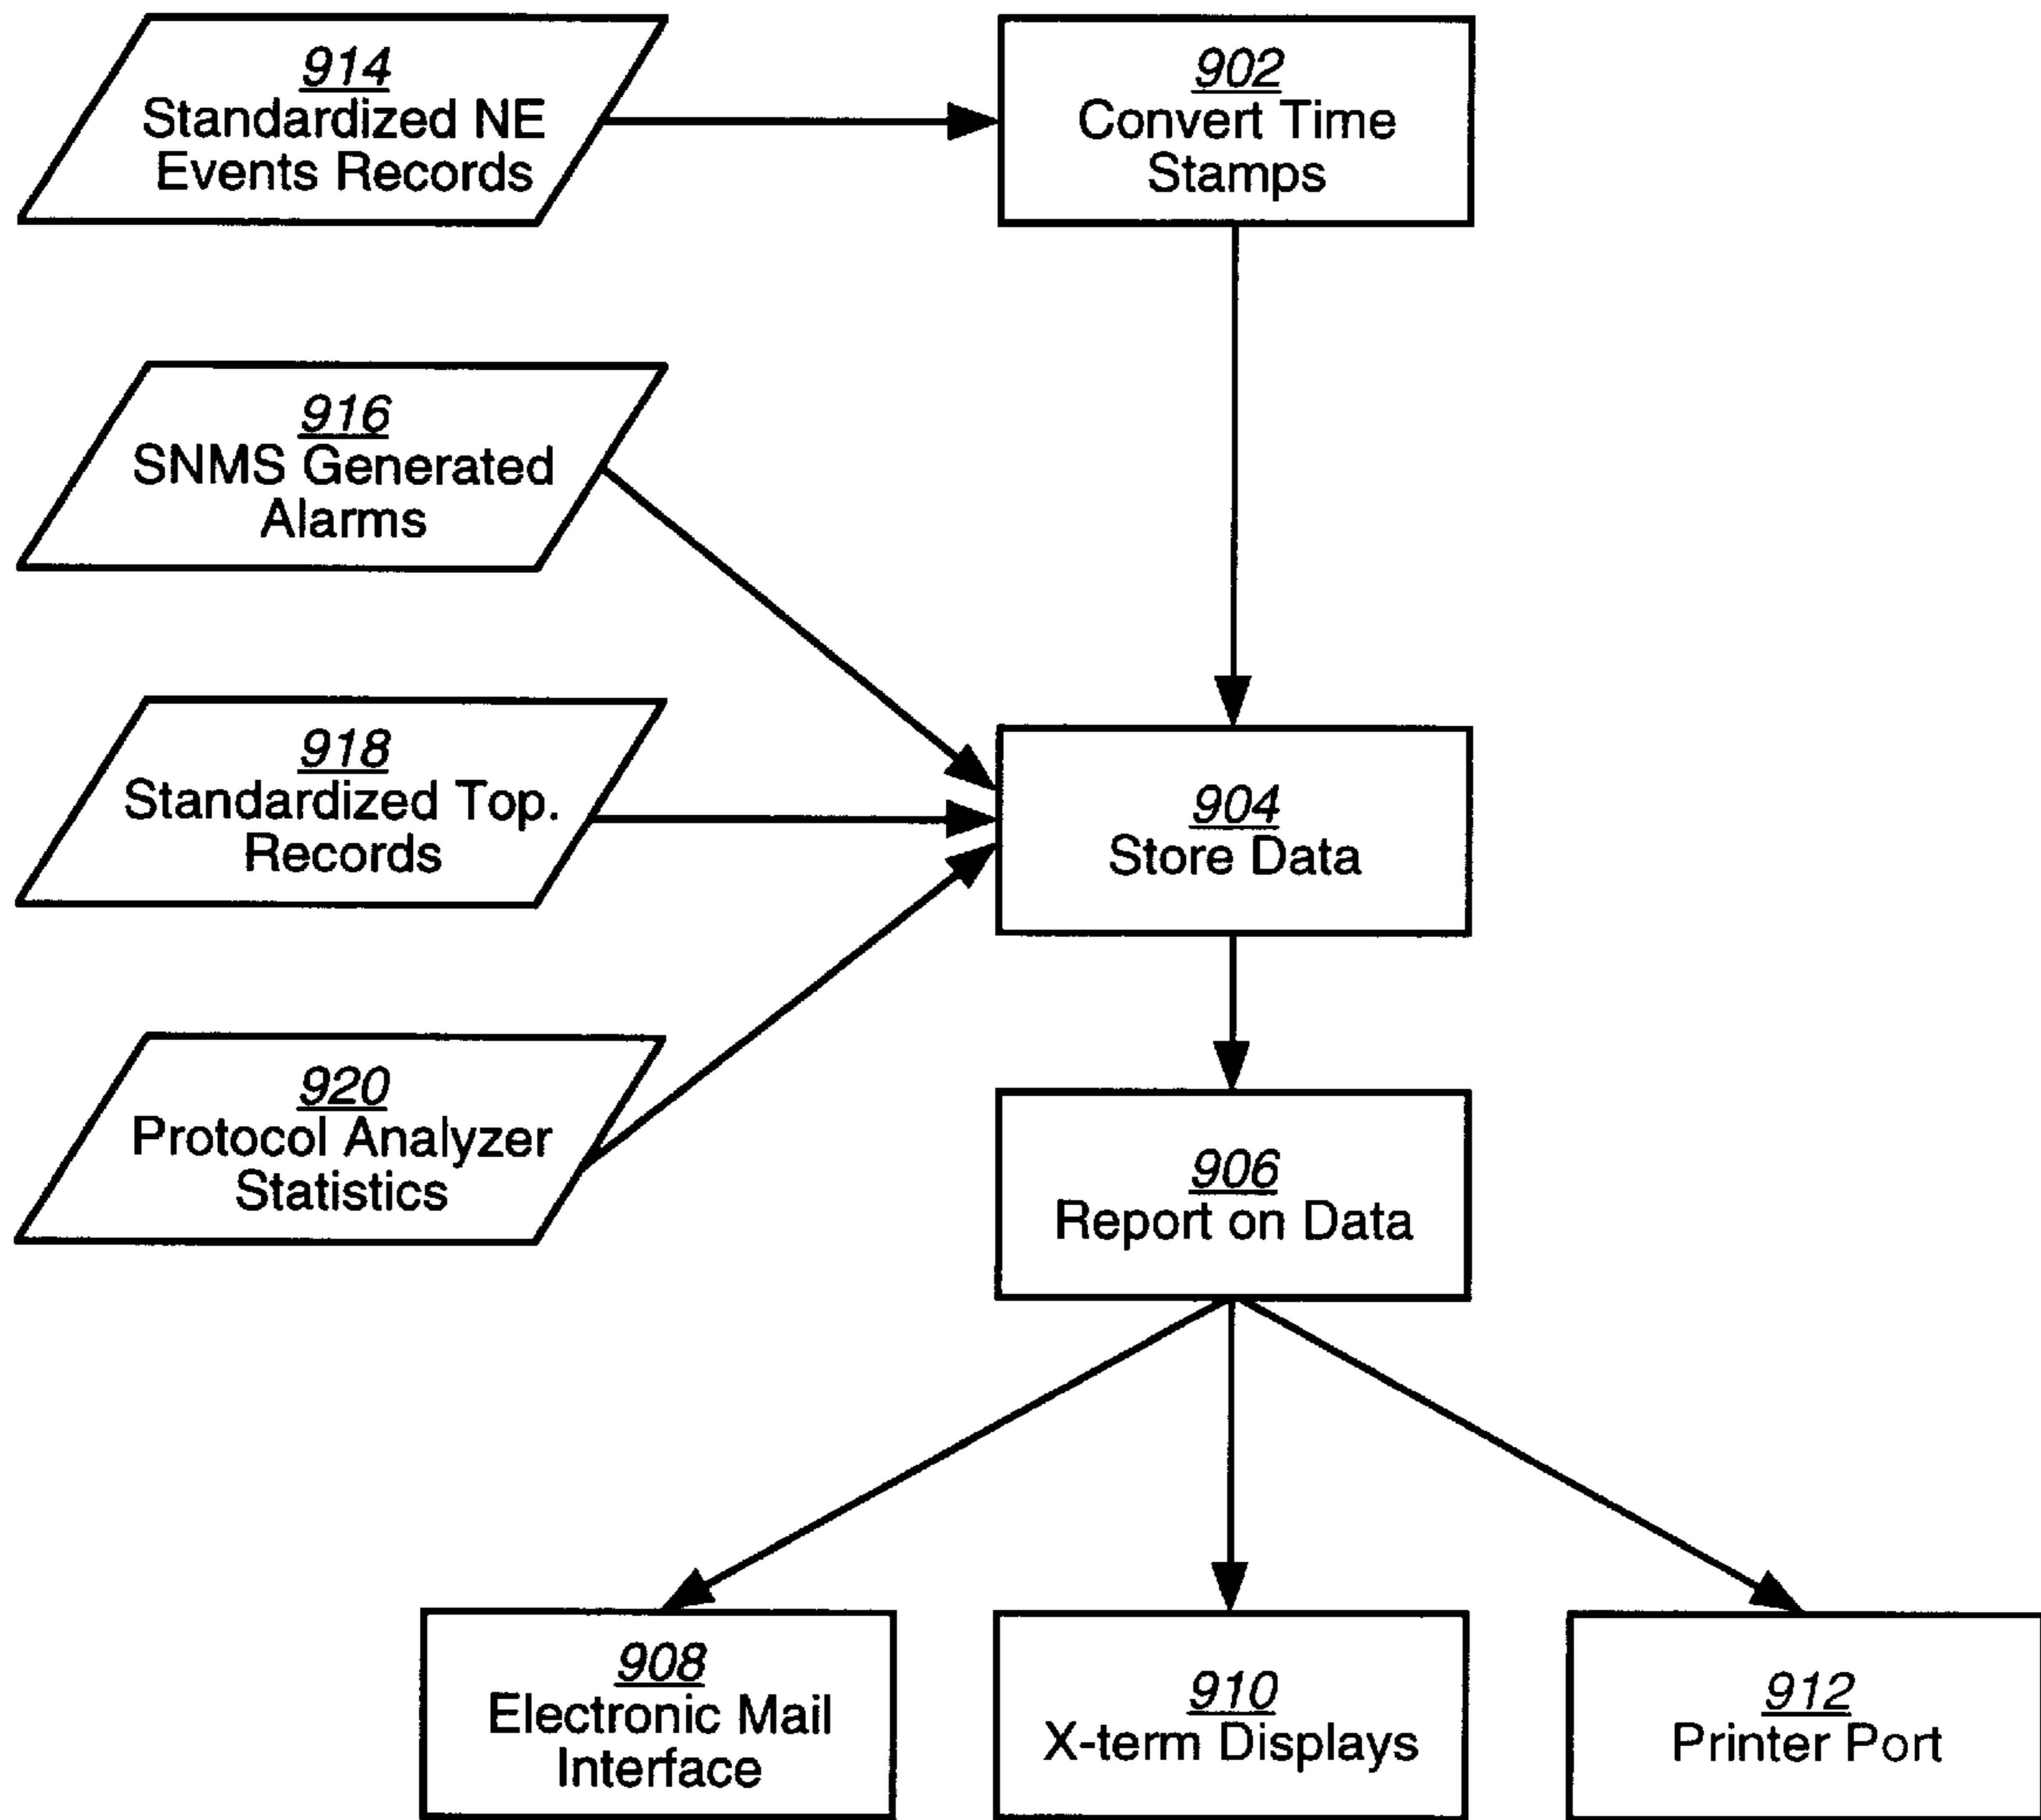 914
Standardized NE
Events Records
902
Convert Time
Stamps
916
SNMS Generated
Alarms
918
Standardized Top.
Records
904
Store Data
920
Protocol Analyzer
Statistics
906
Report on Data
908
Electronic Mail
Interface
910
X-term Displays
912
Printer Port